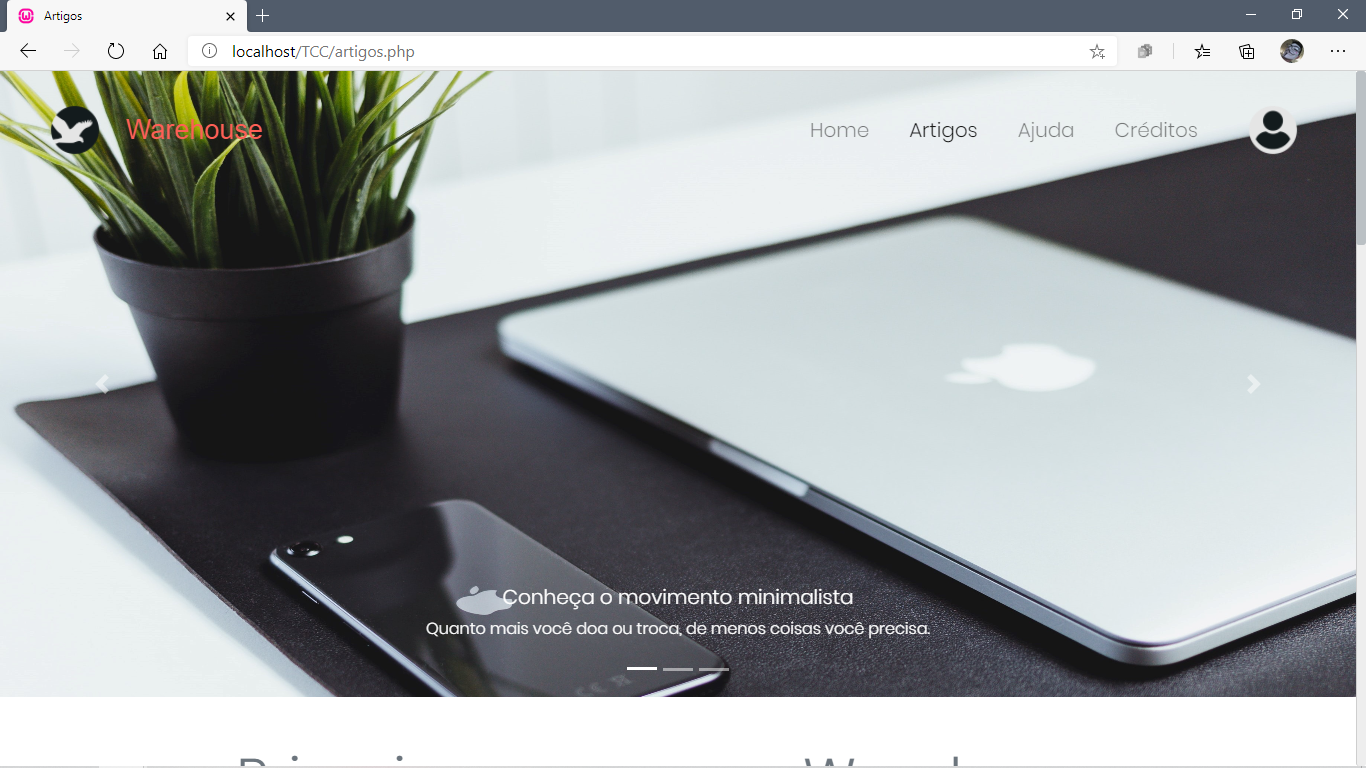 Artigos
localhost/TCC/artigos.php
Warehouse
Home Artigos Ajuda Créditos
Conheça o movimento minimalista
Quanto mais você doa ou troca, de menos coisas você precisa.